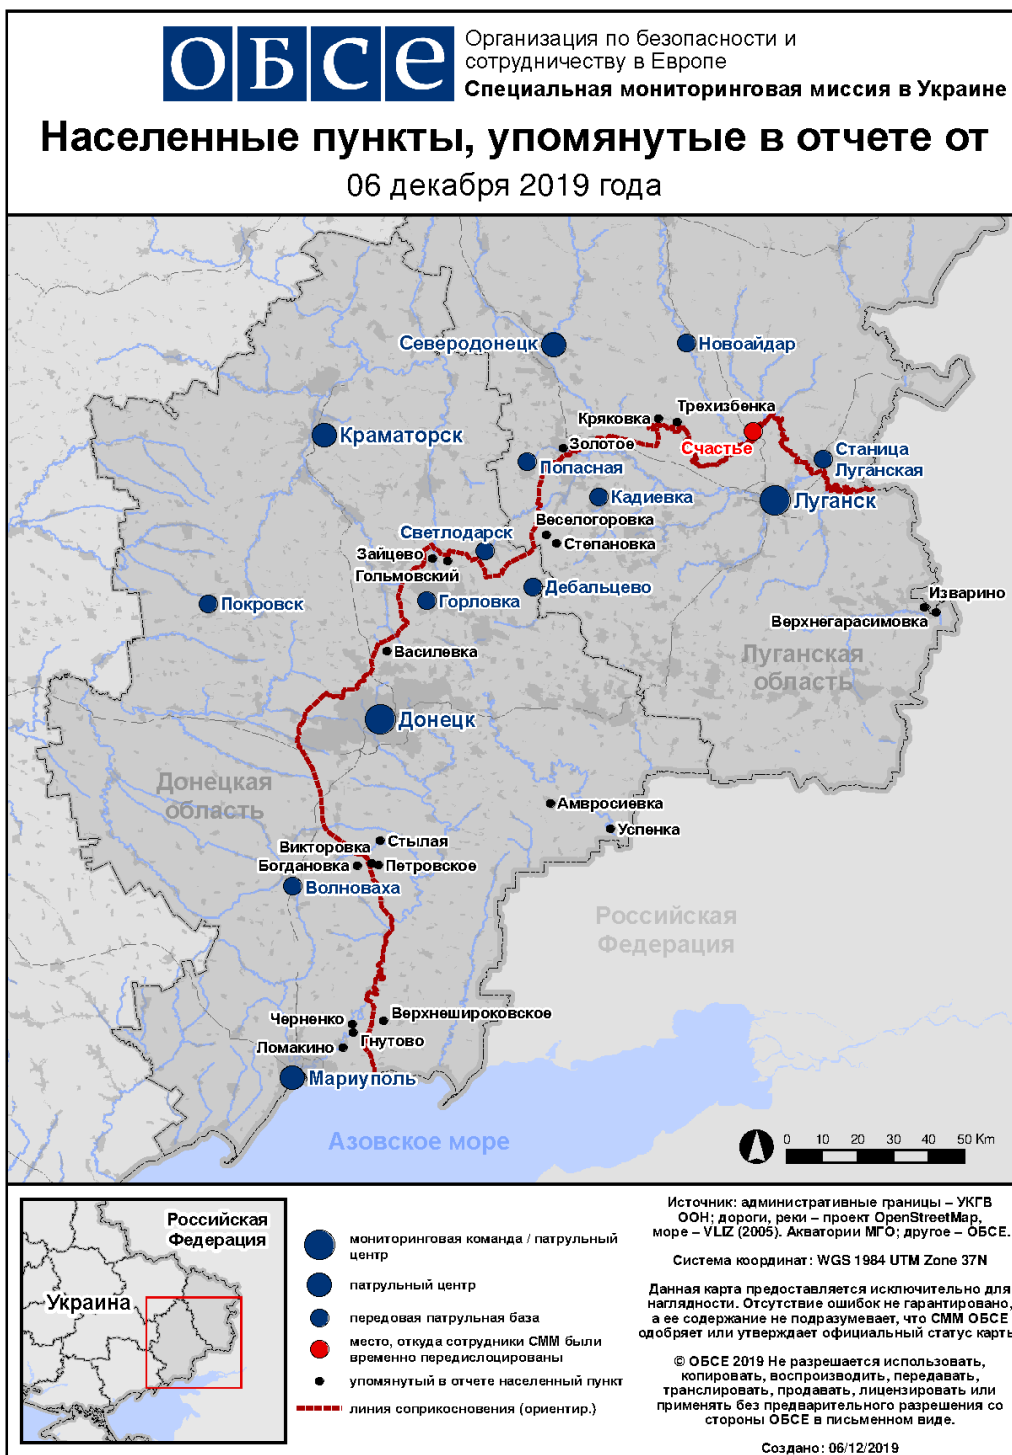 ОБСЕ
Организация по безопасности и
сотрудничеству в Европе
Специальная мониторинговая миссия в Украине
Населенные пункты, упомянутые в отчете от
06 декабря 2019 года
Северодонецк
Новоайдар
Трехизбенка
Кряковка
Краматорск
Золотое
Счастье
Станица
Луганская
Попасная
Кадиевка
Луганск
Веселогоровка
Светлодарск
Степановка
Зайцево
Гольмовский
Дебальцево
Изварино
Покровск
Горловка
Верхнегарасимовка
Василевка
Луганская
область
Донецк
Донецкая
область
Амвросиевка
Успенка
Стылая
Викторовка
Богдановка
Петровское
Волноваха
Российская
Федерация
Верхнешироковское
Черненко
Гнутово
Ломакино
Мариуполь
Азовское море
0 10 20 30 40 50 Km
Российская
Федерация
Украина
мониторинговая команда / патрульный
центр
патрульный центр
передовая патрульная база
место, откуда сотрудники СММ были
временно передислоцированы
упомянутый в отчете населенный пункт
линия соприкосновения (ориентир.)
Источник: административные границы – УКГВ
ООН; дороги, реки – проект OpenStreetMap,
море – VLIZ (2005). Акватории МГО; другое – ОБСЕ.
Система координат: WGS 1984 UTM Zone 37N
Данная карта предоставляется исключительно для
наглядности. Отсутствие ошибок не гарантировано,
а ее содержание не подразумевает, что СММ ОБСЕ
одобряет или утверждает официальный статус карты
© ОБСЕ 2019 Не разрешается использовать,
копировать, воспроизводить, передавать,
транслировать, продавать, лицензировать или
применять без предварительного разрешения со
стороны ОБСЕ в письменном виде.
Создано: 06/12/2019